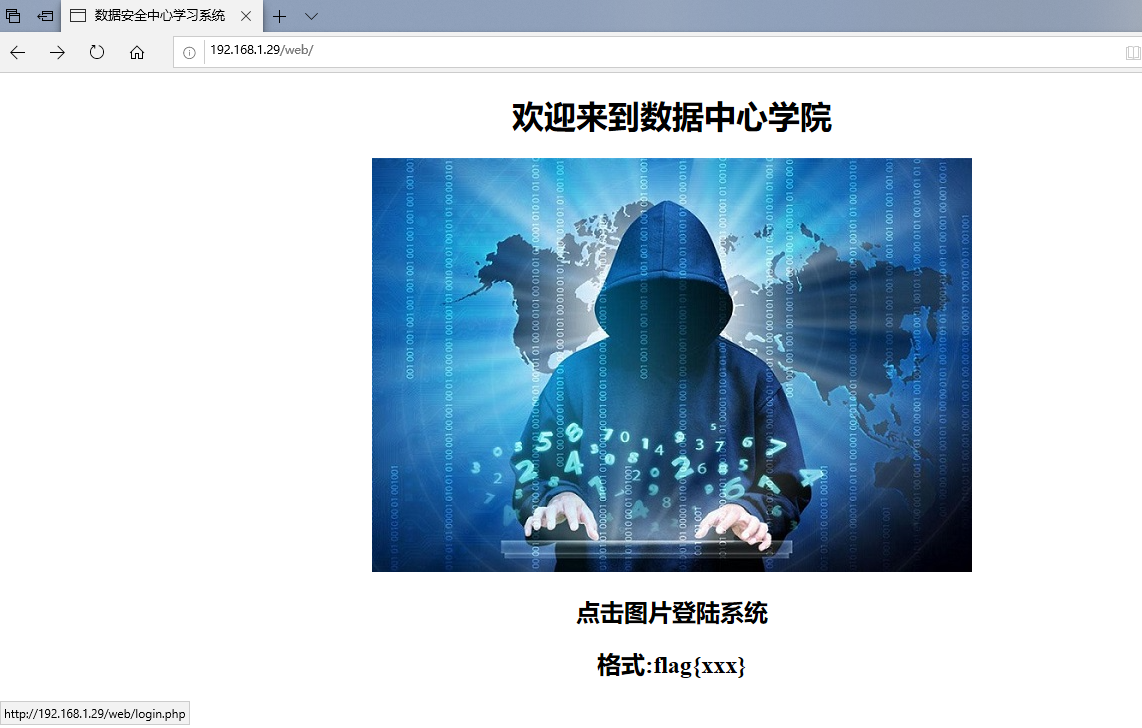 数据安全中心学习系统
192.168.1.29/web/
欢迎来到数据中心学院
点击图片登陆系统
格式:flag{xxx}
http://192.168.1.29/web/login.php